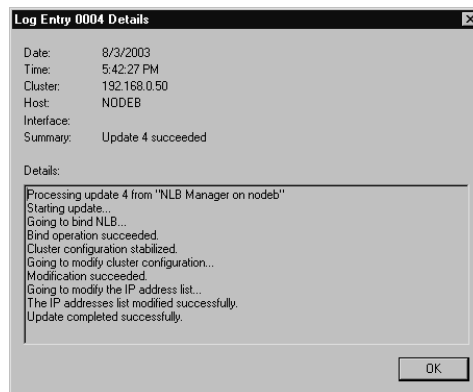 Log Entry 0004 Details
Date: 8/3/2003
Time: 5:42:27 PM
Cluster: 192.168.0.50
Host: NODEB
Interface:
Summary: Update 4 succeeded
Details:
Processing update 4 from "NLB Manager on nodeb"
Starting update...
Going to bind NLB...
Bind operation succeeded.
Cluster configuration stabilized.
Going to modify cluster configuration...
Modification succeeded.
Going to modify the IP address list...
The IP addresses list modified successfully.
Update completed successfully.
OK